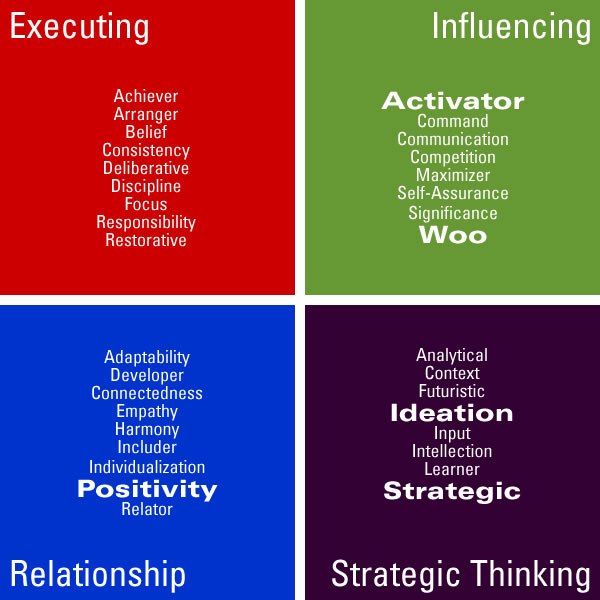 Executing
Achiever
Arranger
Belief
Consistency
Deliberative
Discipline
Focus
Responsibility
Restorative
Influencing
Activator
Command
Communication
Competition
Maximizer
Self-Assurance
Significance
Woo
Adaptability
Developer
Connectedness
Empathy
Harmony
Includer
Individualization
Positivity
Relator
Relationship
Analytical
Context
Futuristic
Ideation
Input
Intellection
Learner
Strategic
Strategic Thinking